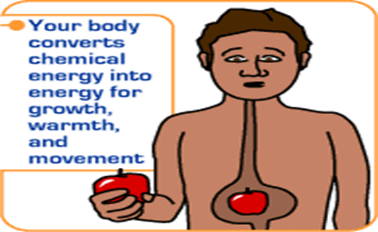 Your body
converts
chemical
energy into
energy for
growth,
warmth,
and
movement